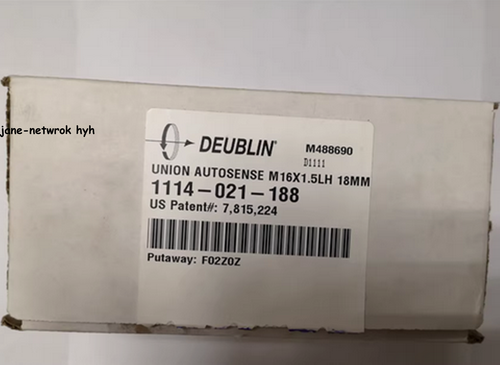 jane-netwrok hyh
DEUBLIN® M488690
D1111
UNION AUTOSENSE M16X1.5LH 18MM
1114-021-188
US Patent#: 7,815,224
Putaway: F02Z0Z